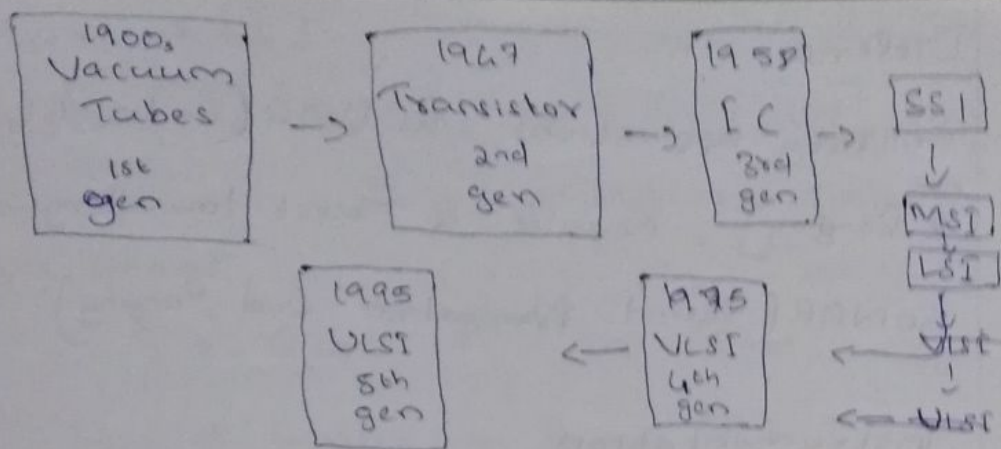 1900s
Vacuum
Tubes
1st
gen
1947
Transistor
2nd
gen
1958
IC
3rd
gen
SSI
MSI
LSI
VLSI
ULSI
1975
VLSI
4th
gen
1995
ULSI
5th
gen